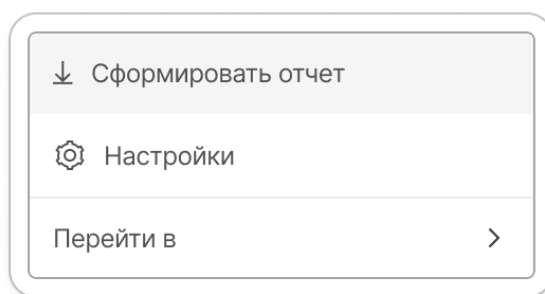 Сформировать отчет
Настройки
Перейти в